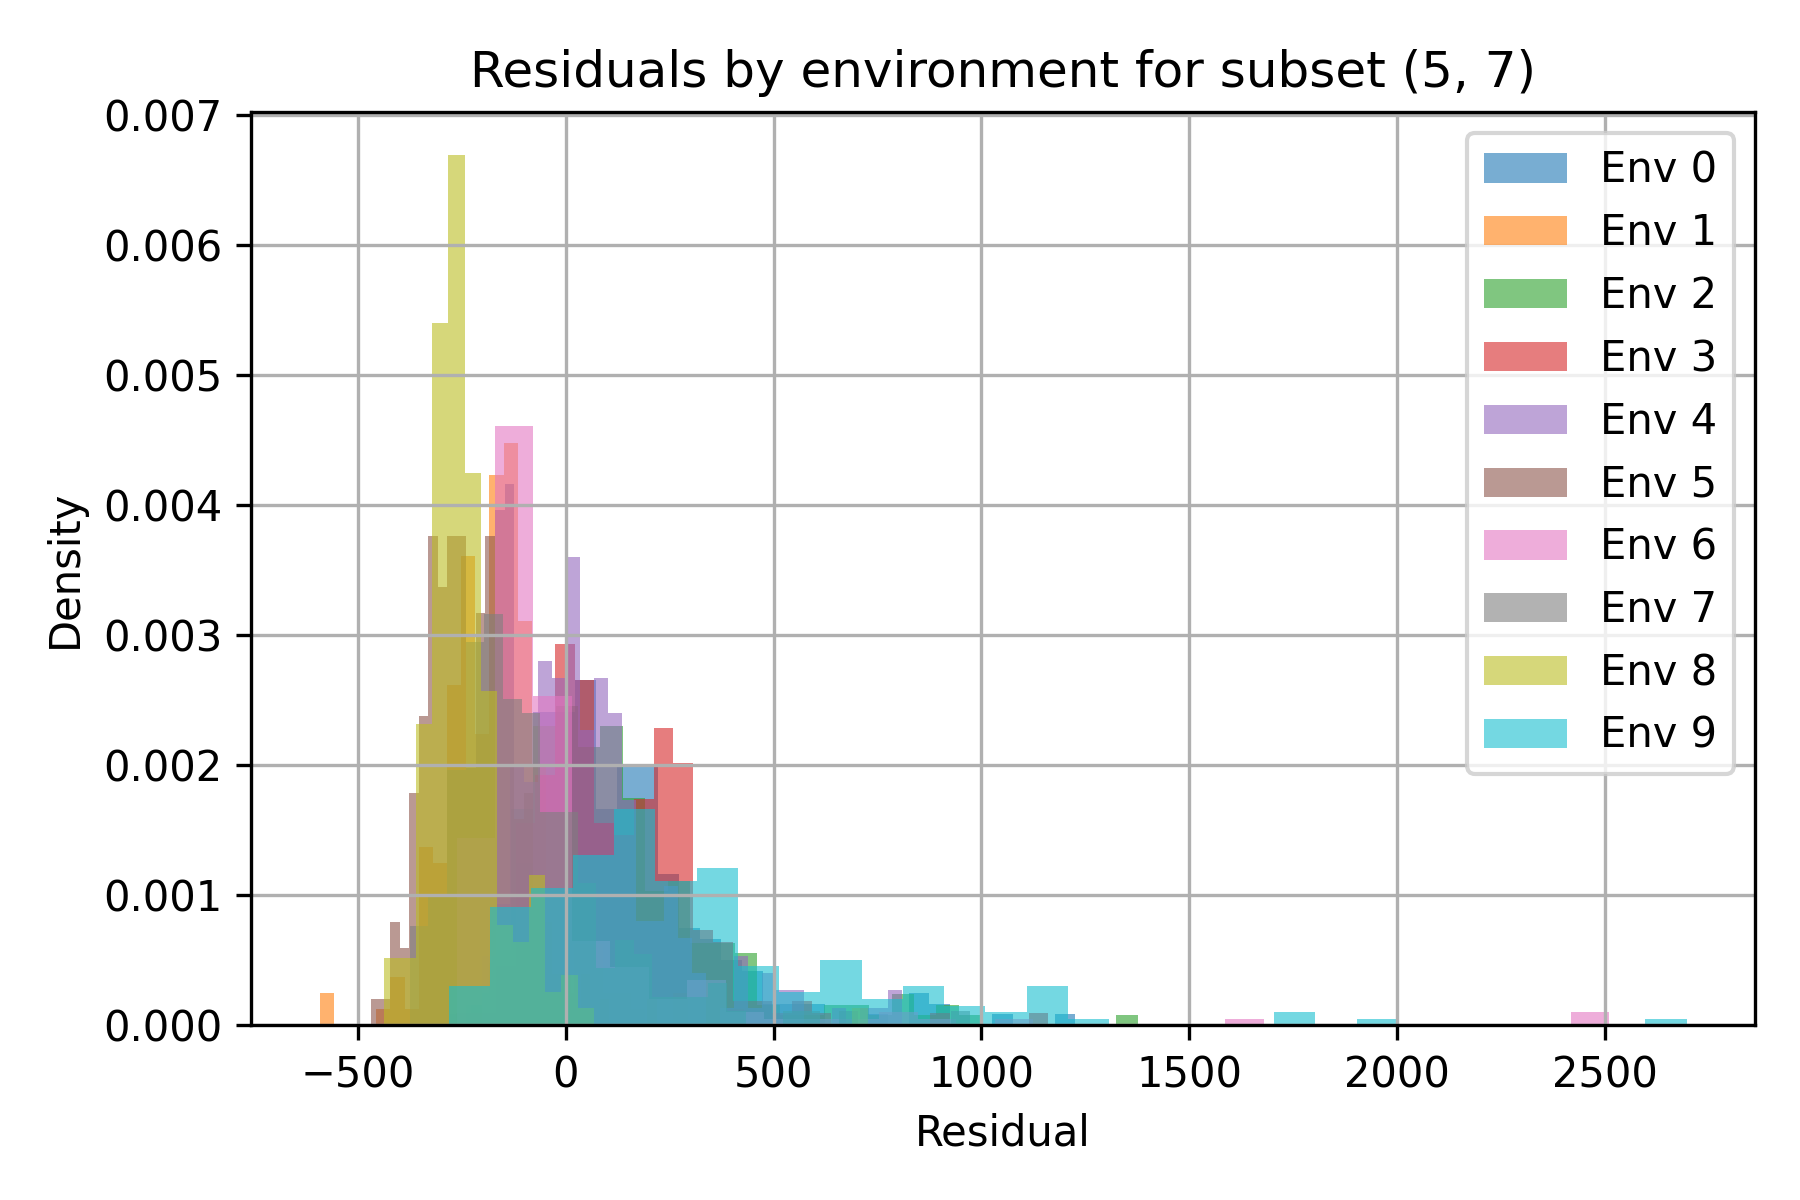 Residuals by environment for subset (5, 7)
0.007
0.006
0.005
0.004
0.003
0.002
0.001
0.000
Density
−500
0
500
1000
1500
2000
2500
Residual
Env 0
Env 1
Env 2
Env 3
Env 4
Env 5
Env 6
Env 7
Env 8
Env 9